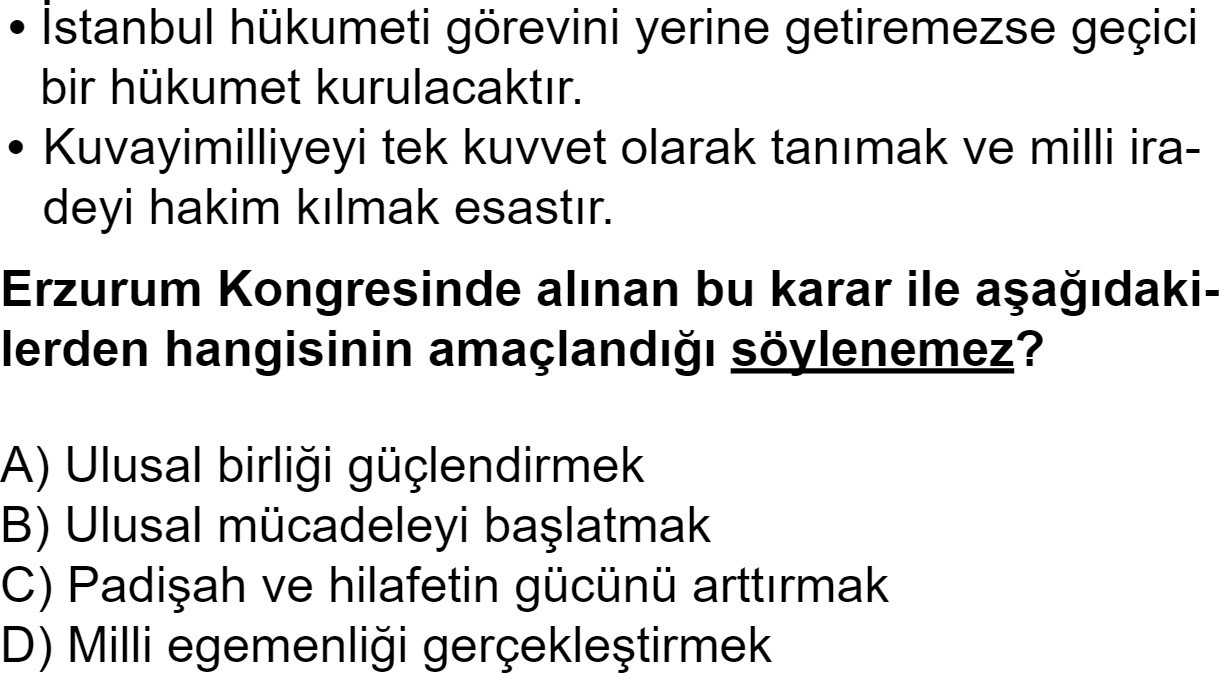 • İstanbul hükumeti görevini yerine getiremezse geçici
bir hükumet kurulacaktır.
• Kuvayimilliyeyi tek kuvvet olarak tanımak ve milli ira-
deyi hakim kılmak esastır.
Erzurum Kongresinde alınan bu karar ile aşağıdaki-
lerden hangisinin amaçlandığı söylenemez?
A) Ulusal birliği güçlendirmek
B) Ulusal mücadeleyi başlatmak
C) Padişah ve hilafetin gücünü arttırmak
D) Milli egemenliği gerçekleştirmek